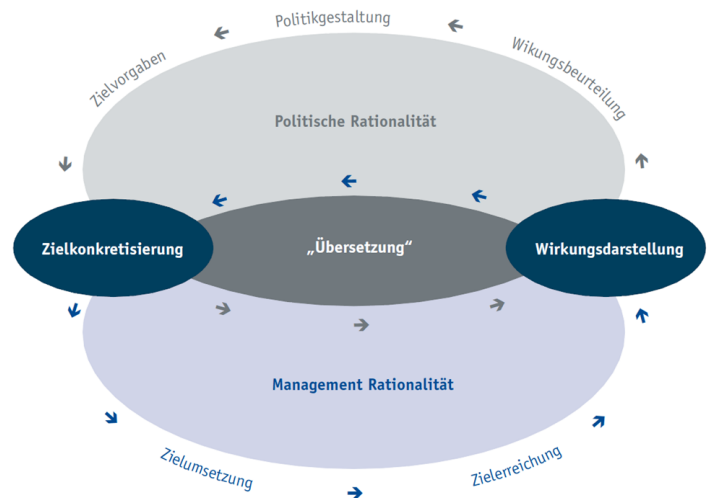 Politikgestaltung
Zielvorgaben
Wikungsbeurteilung
Politische Rationalität
Zielkonkretisierung
„Übersetzung“
Wirkungsdarstellung
Management Rationalität
Zielumsetzung
Zielerreichung